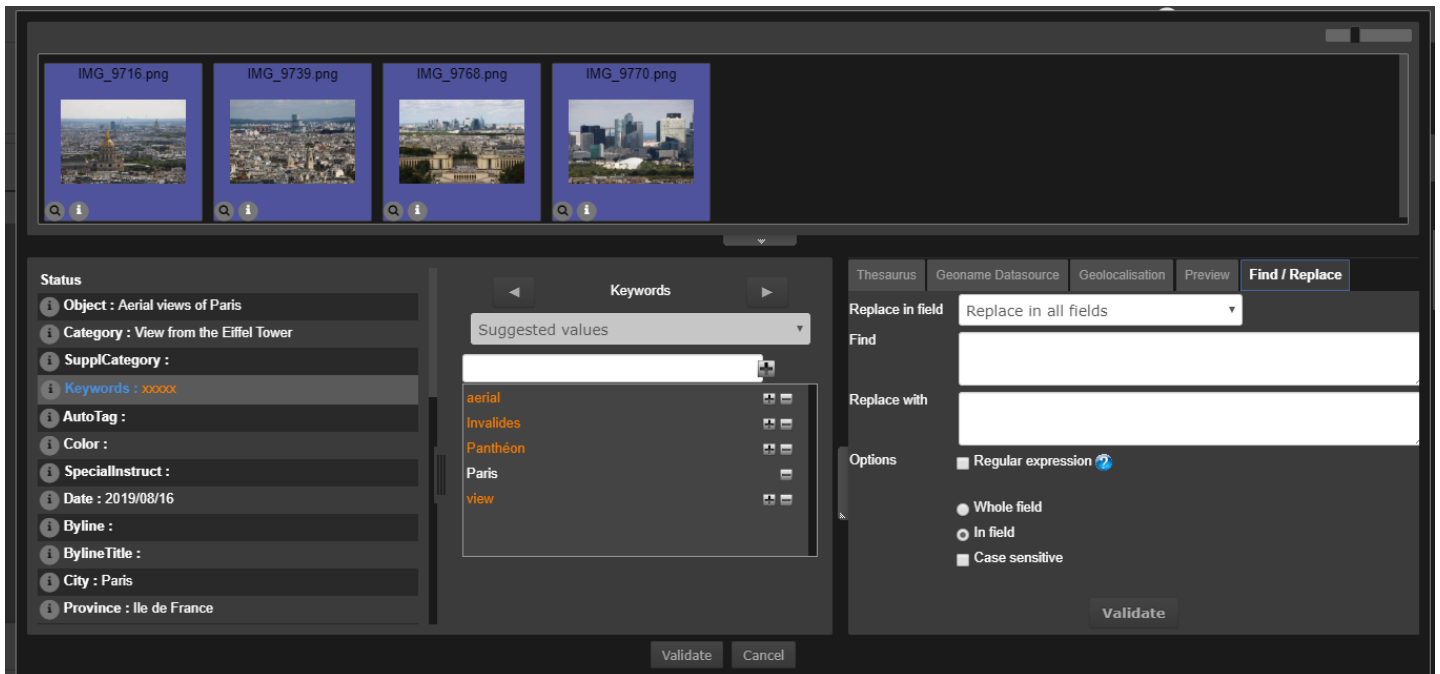 IMG_9716.png
IMG_9739.png
IMG_9768.png
IMG_9770.png
Status
Object : Aerial views of Paris
Category : View from the Eiffel Tower
SupplCategory :
Keywords : xxxxx
AutoTag :
Color :
SpecialInstruct :
Date : 2019/08/16
Byline :
BylineTitle :
City : Paris
Province : Ile de France
Keywords
Suggested values
aerial
Invalides
Panthéon
Paris
view
Thesaurus
Geoname Datasource
Geolocalisation
Preview
Find / Replace
Replace in field
Replace in all fields
Find
Replace with
Options
Regular expression
Whole field
In field
Case sensitive
Validate
Validate
Cancel